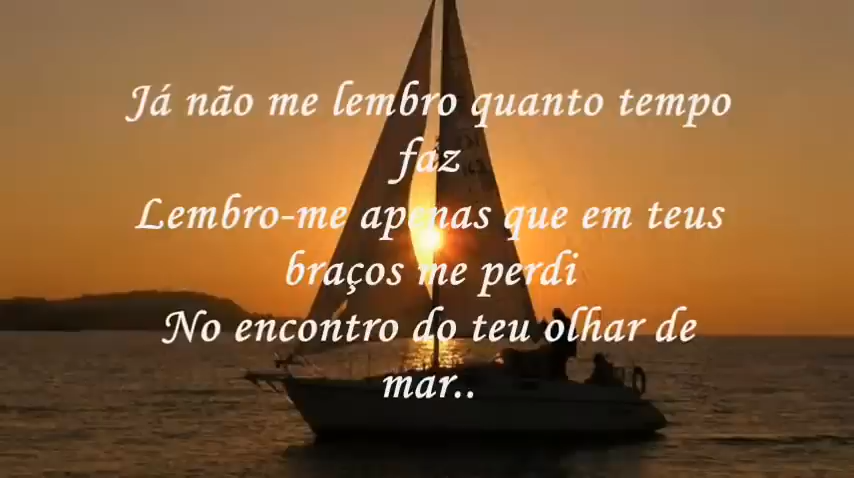 Já não me lembro quanto tempo
faz
Lembro-me apenas que em teus
braços me perdi
No encontro do teu olhar de
mar..